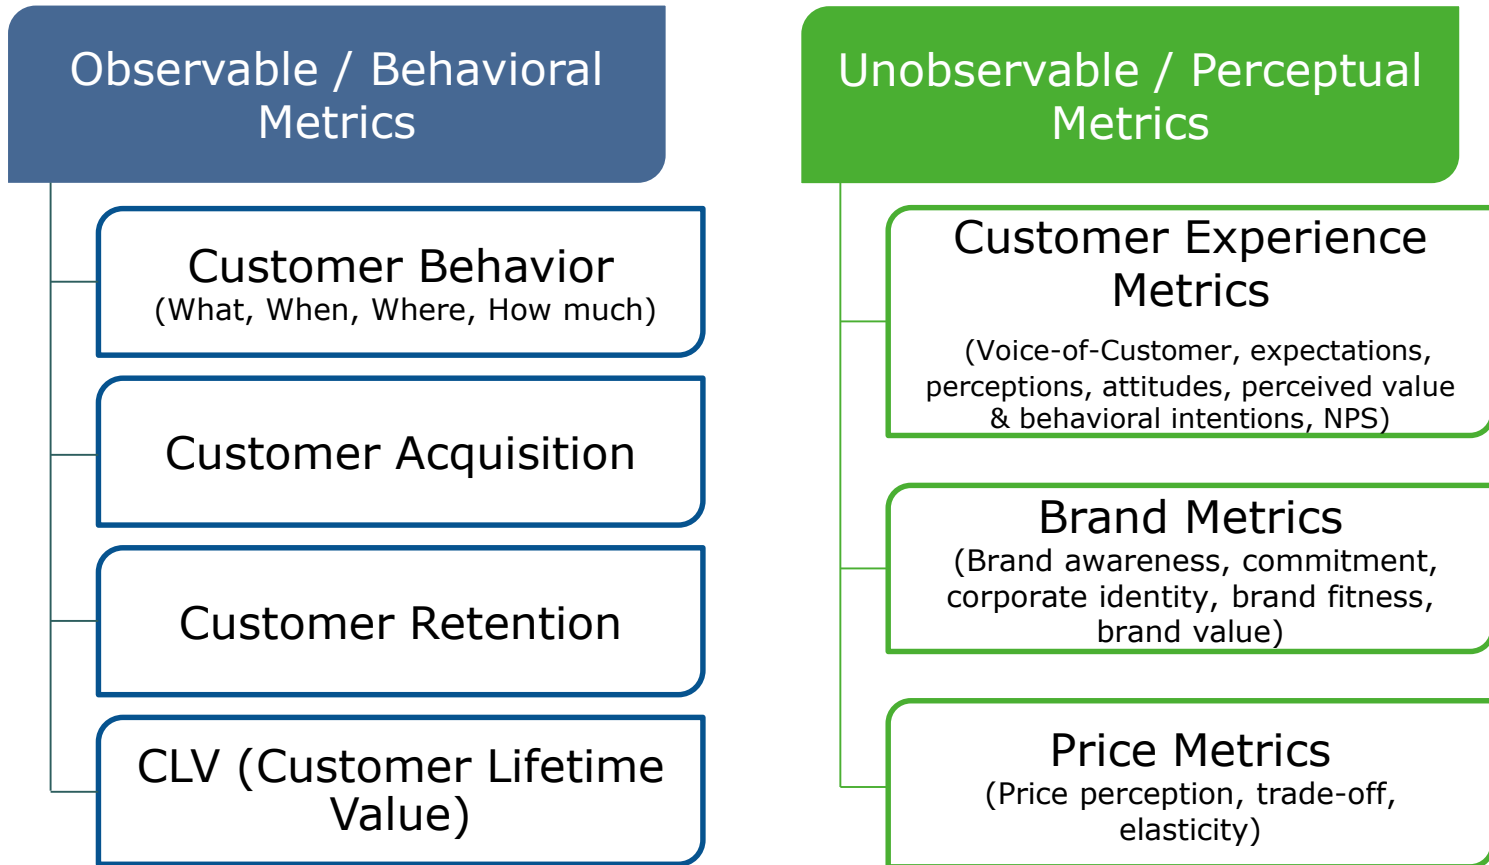 Observable / Behavioral
Metrics
Customer Behavior
(What, When, Where, How much)
Customer Acquisition
Customer Retention
CLV (Customer Lifetime
Value)
Unobservable / Perceptual
Metrics
Customer Experience
Metrics
(Voice-of-Customer, expectations,
perceptions, attitudes, perceived value
& behavioral intentions, NPS)
Brand Metrics
(Brand awareness, commitment,
corporate identity, brand fitness,
brand value)
Price Metrics
(Price perception, trade-off,
elasticity)